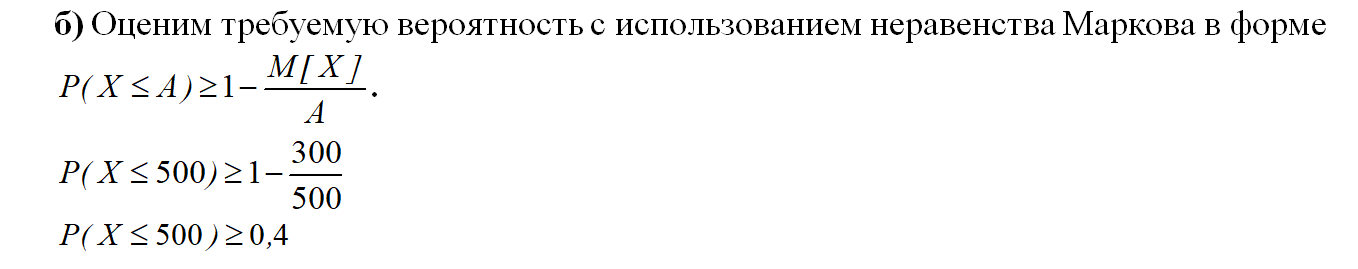 б) Оценим требуемую вероятность с использованием неравенства Маркова в форме
P( X ≤ A ) ≥ 1 − M[ X ] / A .
P( X ≤ 500 ) ≥ 1 − 300 / 500
P( X ≤ 500 ) ≥ 0,4